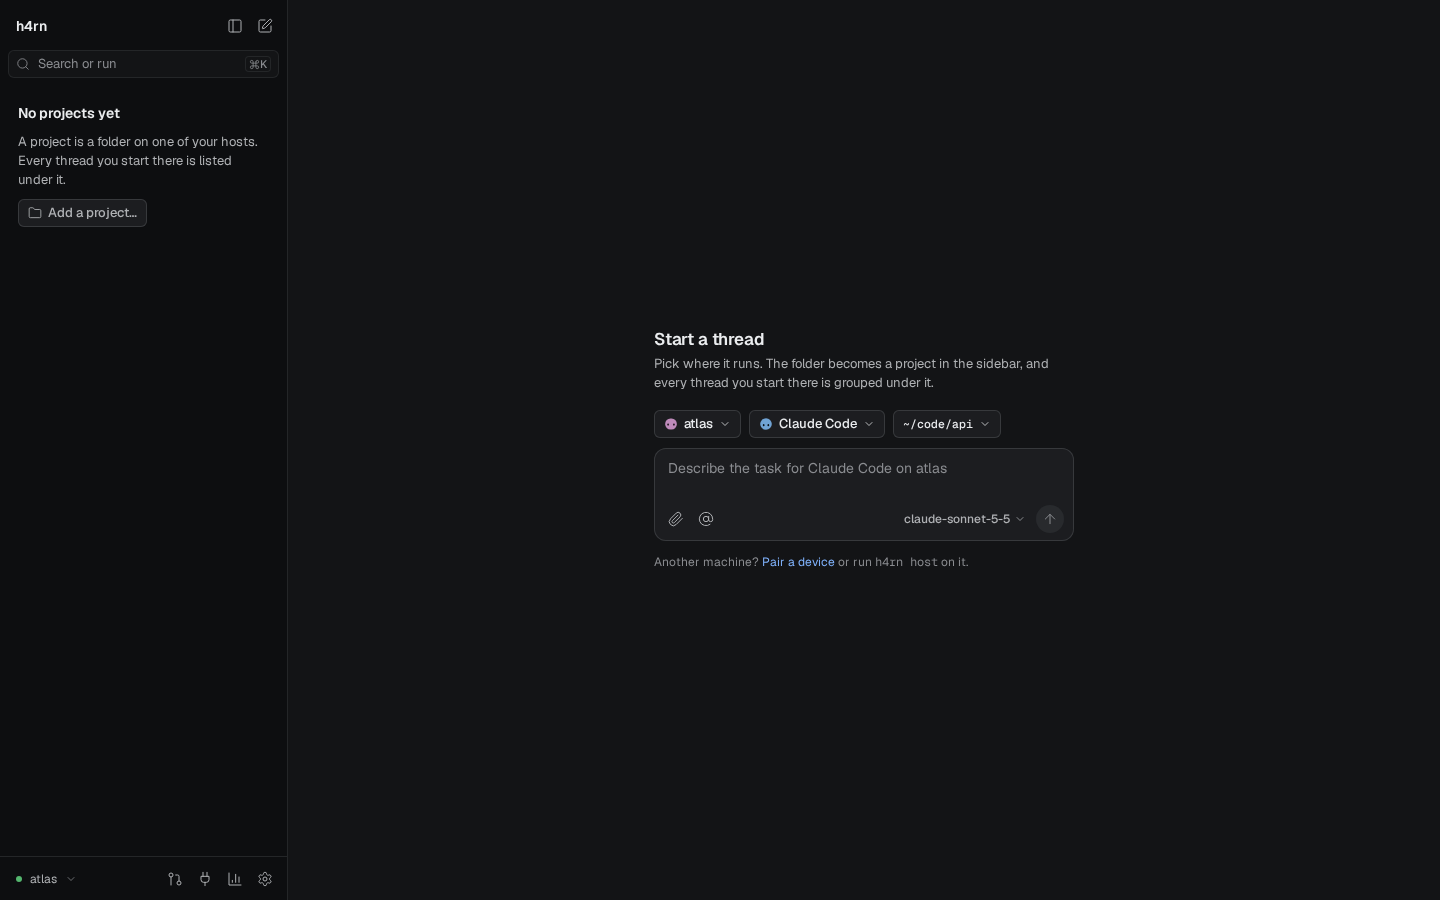 h4rn
Search or run
⌘K
No projects yet
A project is a folder on one of your hosts.
Every thread you start there is listed
under it.
Add a project...
Start a thread
Pick where it runs. The folder becomes a project in the sidebar, and
every thread you start there is grouped under it.
atlas
Claude Code
~/code/api
Describe the task for Claude Code on atlas
claude-sonnet-5-5
Another machine? Pair a device or run h4rn host on it.
atlas